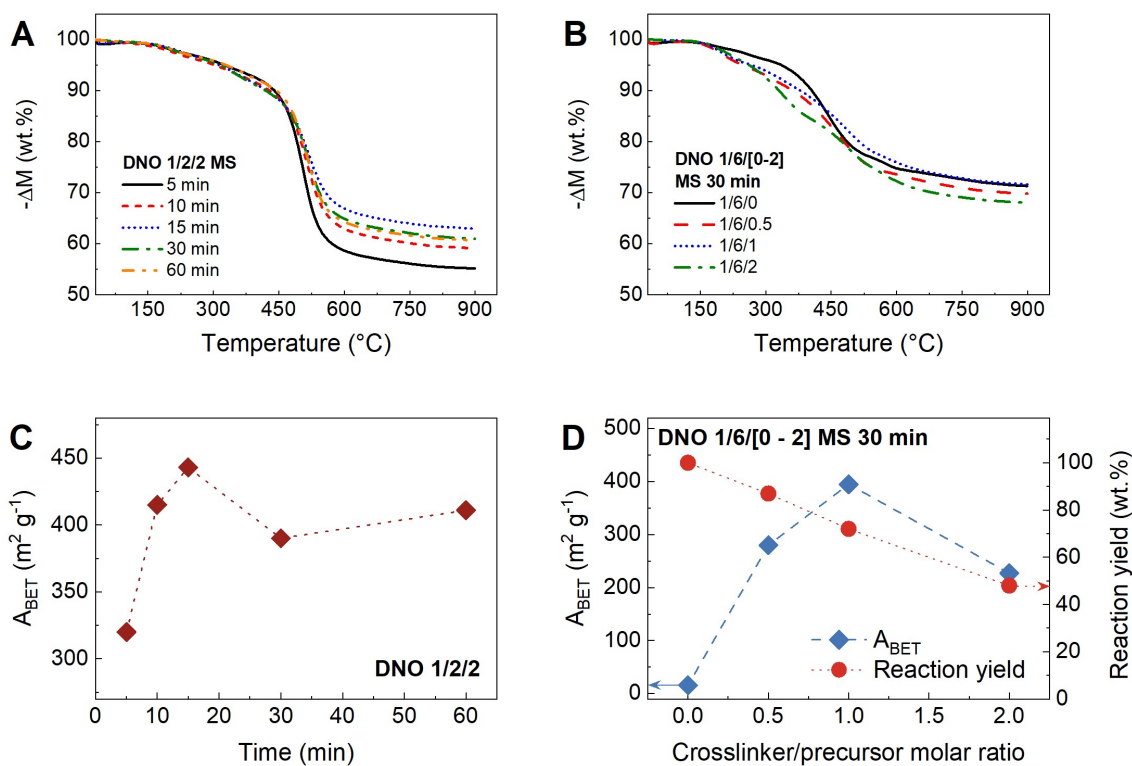 A
-ΔM (wt.%)
100
90
80
70
60
50
DNO 1/2/2 MS
5 min
10 min
15 min
30 min
60 min
150 300 450 600 750 900
Temperature (°C)
B
-ΔM (wt.%)
100
90
80
70
60
50
DNO 1/6/[0-2]
MS 30 min
1/6/0
1/6/0.5
1/6/1
1/6/2
150 300 450 600 750 900
Temperature (°C)
C
A_BET (m² g⁻¹)
450
400
350
300
DNO 1/2/2
0 10 20 30 40 50 60
Time (min)
D
A_BET (m² g⁻¹)
500
400
300
200
100
0
DNO 1/6/[0 - 2] MS 30 min
A_BET
Reaction yield
0.0 0.5 1.0 1.5 2.0
Crosslinker/precursor molar ratio
100
80
60
40
20
0
Reaction yield (wt.%)